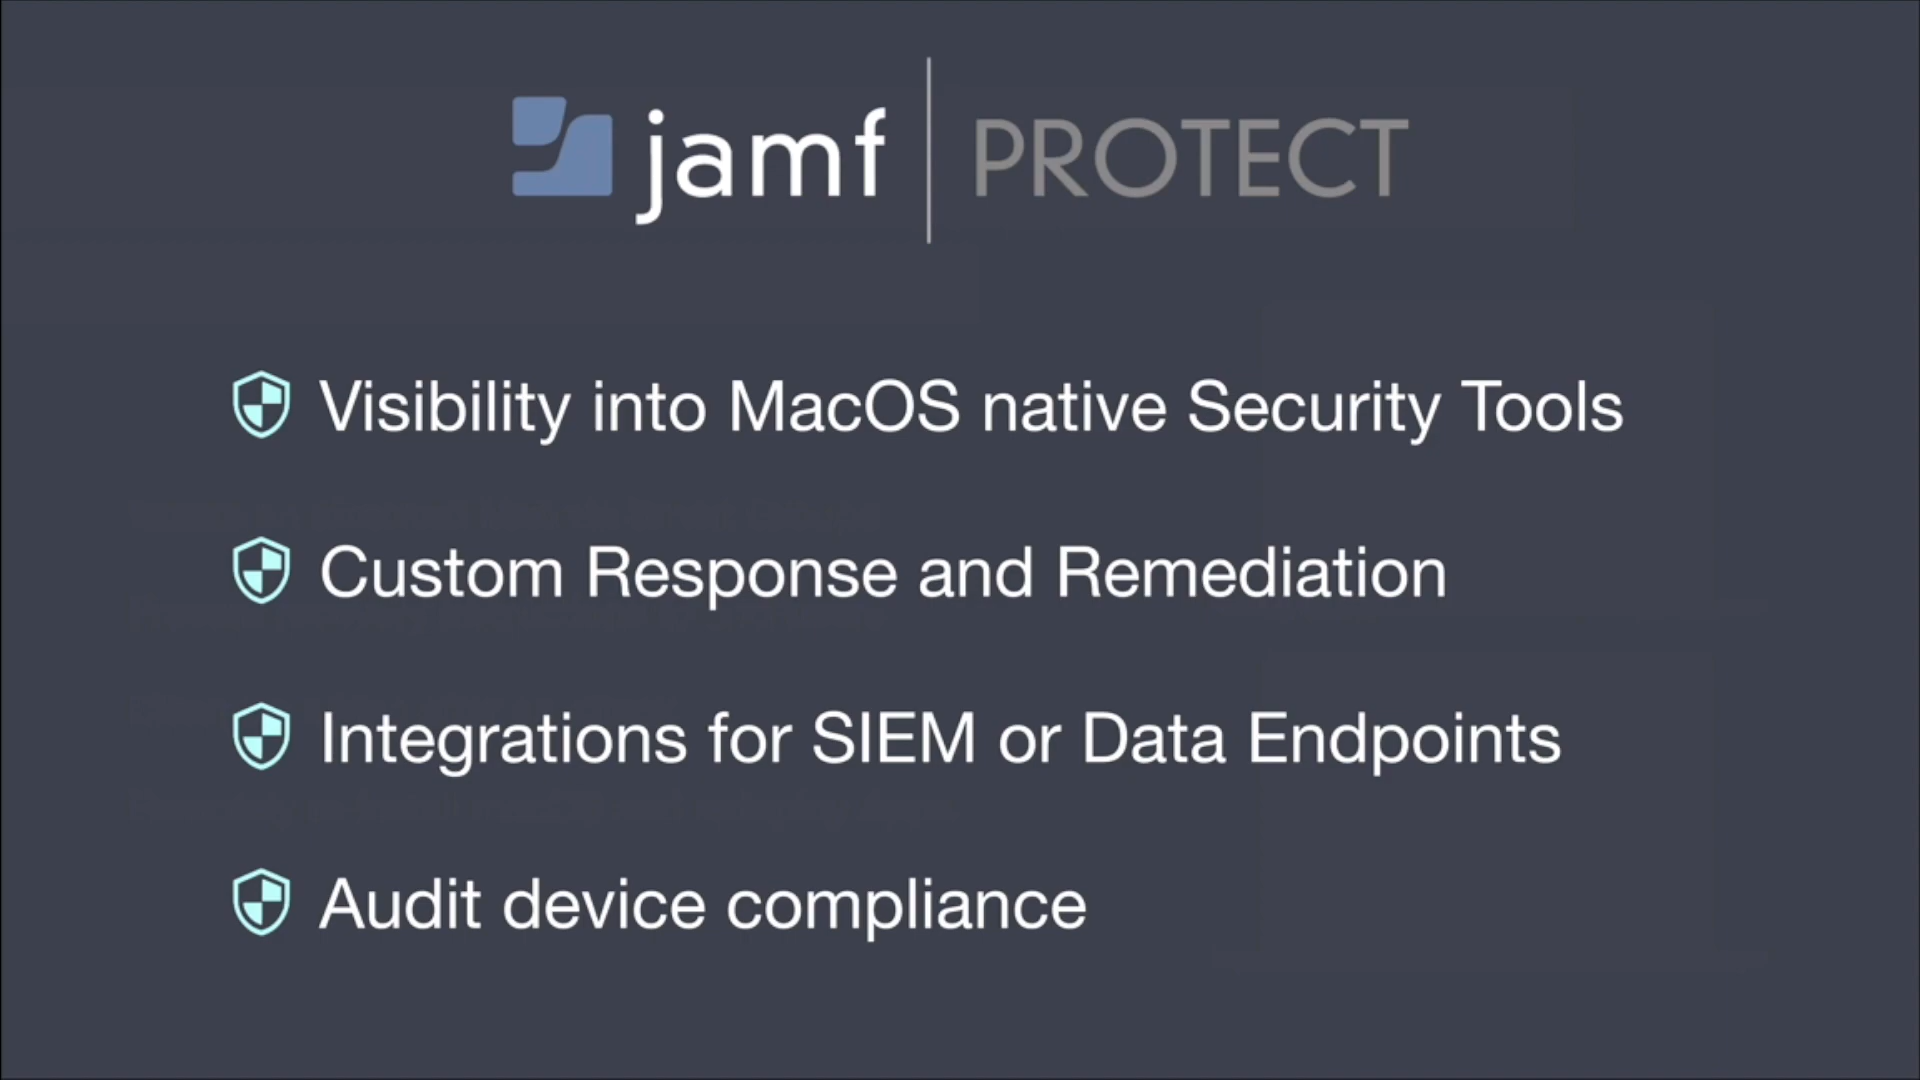 jamf PROTECT
Visibility into MacOS native Security Tools
Custom Response and Remediation
Integrations for SIEM or Data Endpoints
Audit device compliance